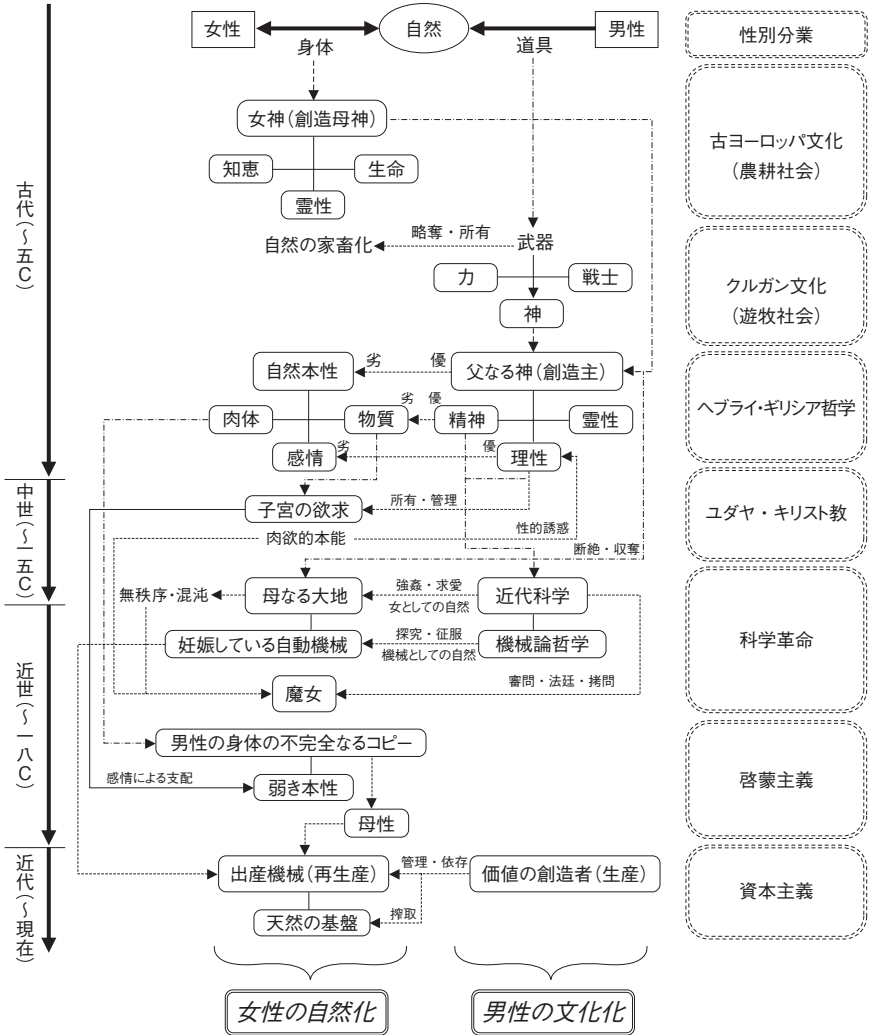 女性
自然
男性
性別分業
身体
道具
女神（創造母神）
知恵
生命
霊性
古ヨーロッパ文化
（農耕社会）
古代（～五C）
略奪・所有
自然の家畜化
武器
力
戦士
神
クルガン文化
（遊牧社会）
自然本性
劣
優
父なる神（創造主）
肉体
物質
劣
優
精神
霊性
感情
劣
優
理性
ヘブライ・ギリシア哲学
中世（～一五C）
子宮の欲求
所有・管理
肉欲的本能
性的誘惑
断絶・収奪
ユダヤ・キリスト教
無秩序・混沌
母なる大地
強姦・求愛
女としての自然
近代科学
妊娠している自動機械
探究・征服
機械としての自然
機械論哲学
魔女
審問・法廷・拷問
科学革命
近世（～一八C）
男性の身体の不完全なるコピー
感情による支配
弱き本性
母性
啓蒙主義
近代（～現在）
出産機械（再生産）
管理・依存
価値の創造者（生産）
天然の基盤
搾取
資本主義
女性の自然化
男性の文化化